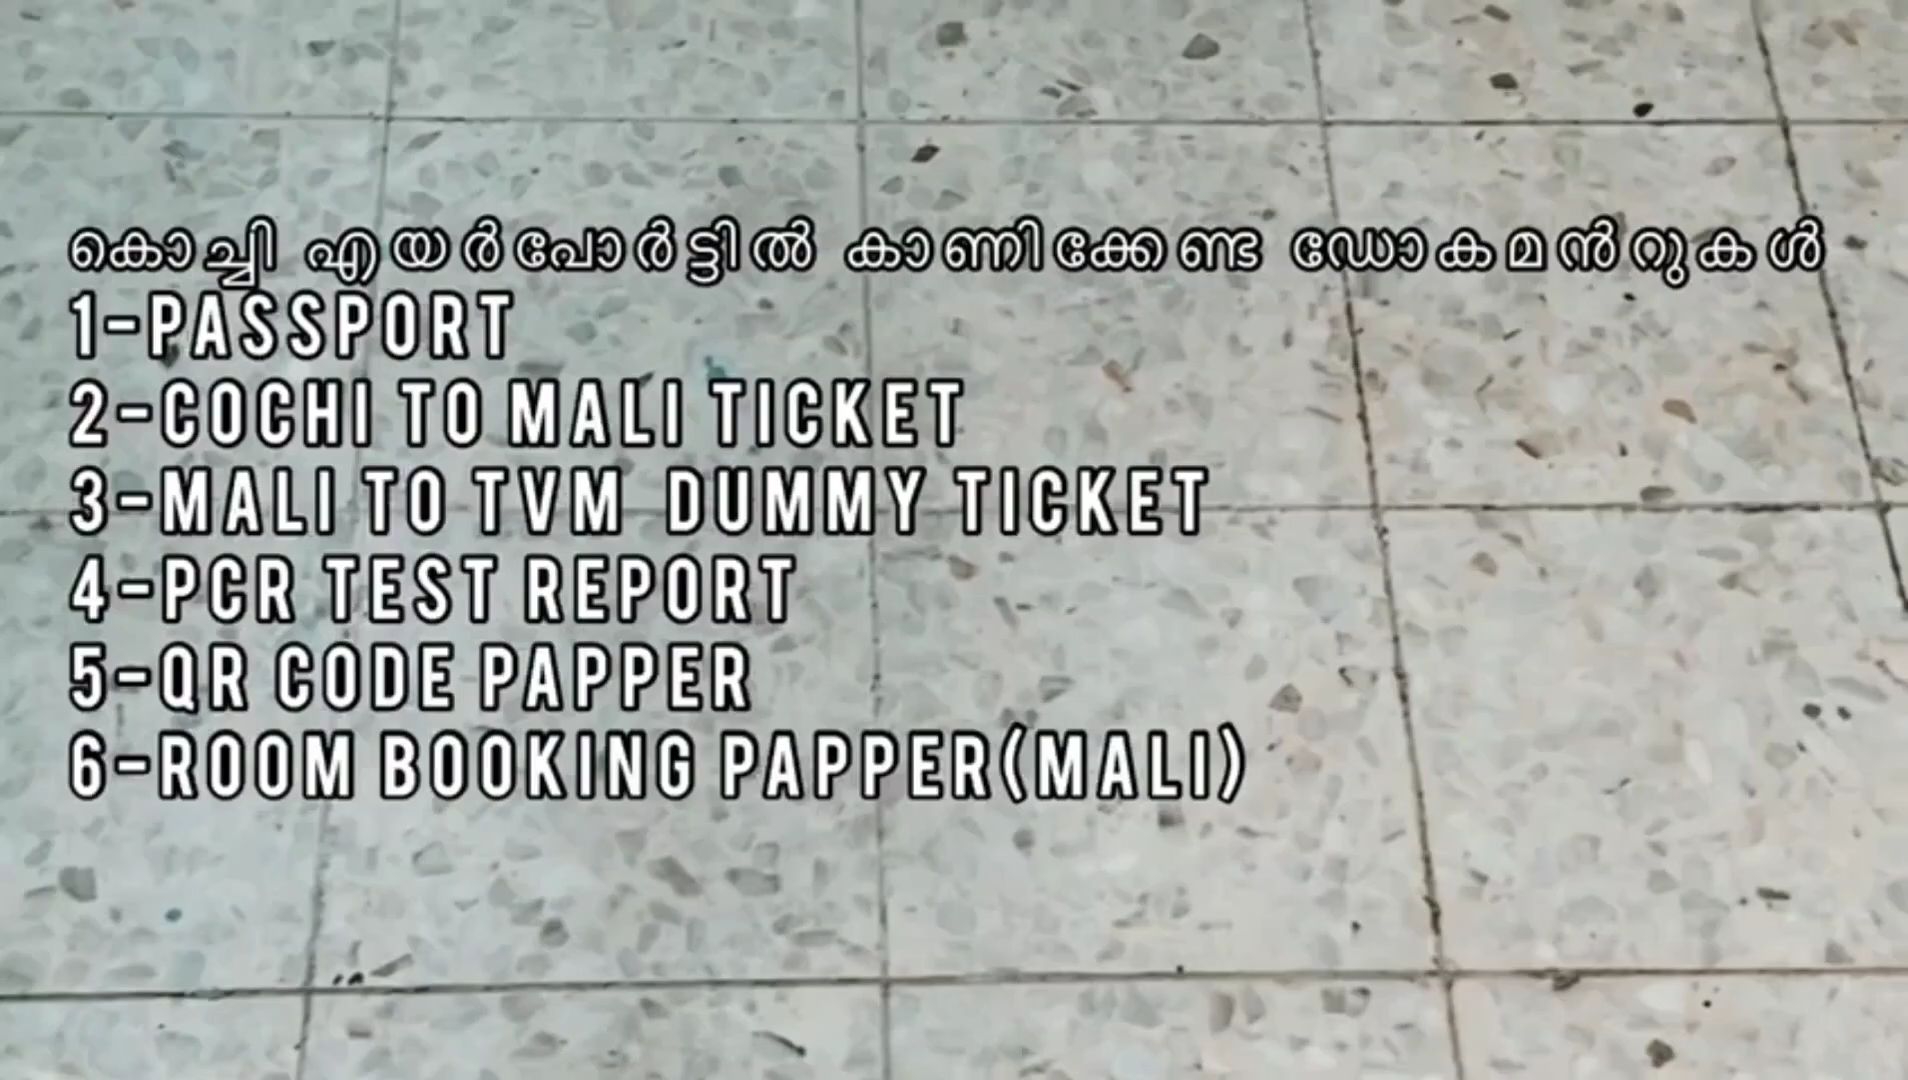 കൊച്ചി എയർപോർട്ടിൽ കാണിക്കേണ്ട ഡോകമൻറുകൾ
1-PASSPORT
2-COCHI TO MALI TICKET
3-MALI TO TVM DUMMY TICKET
4-PCR TEST REPORT
5-QR CODE PAPPER
6-ROOM BOOKING PAPPER(MALI)